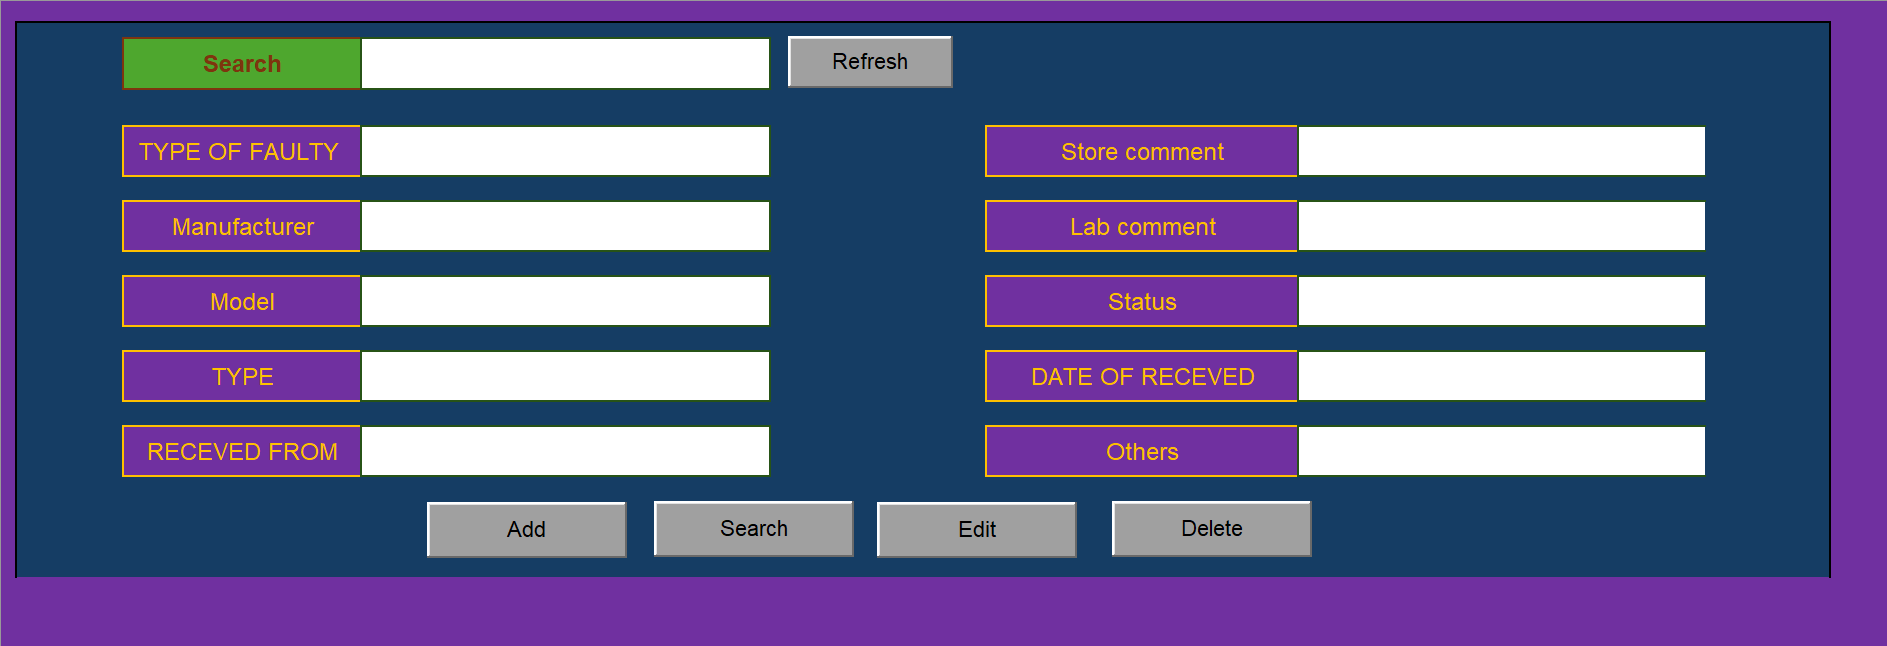 Search
Refresh
TYPE OF FAULTY
Store comment
Manufacturer
Lab comment
Model
Status
TYPE
DATE OF RECEVED
RECEVED FROM
Others
Add
Search
Edit
Delete